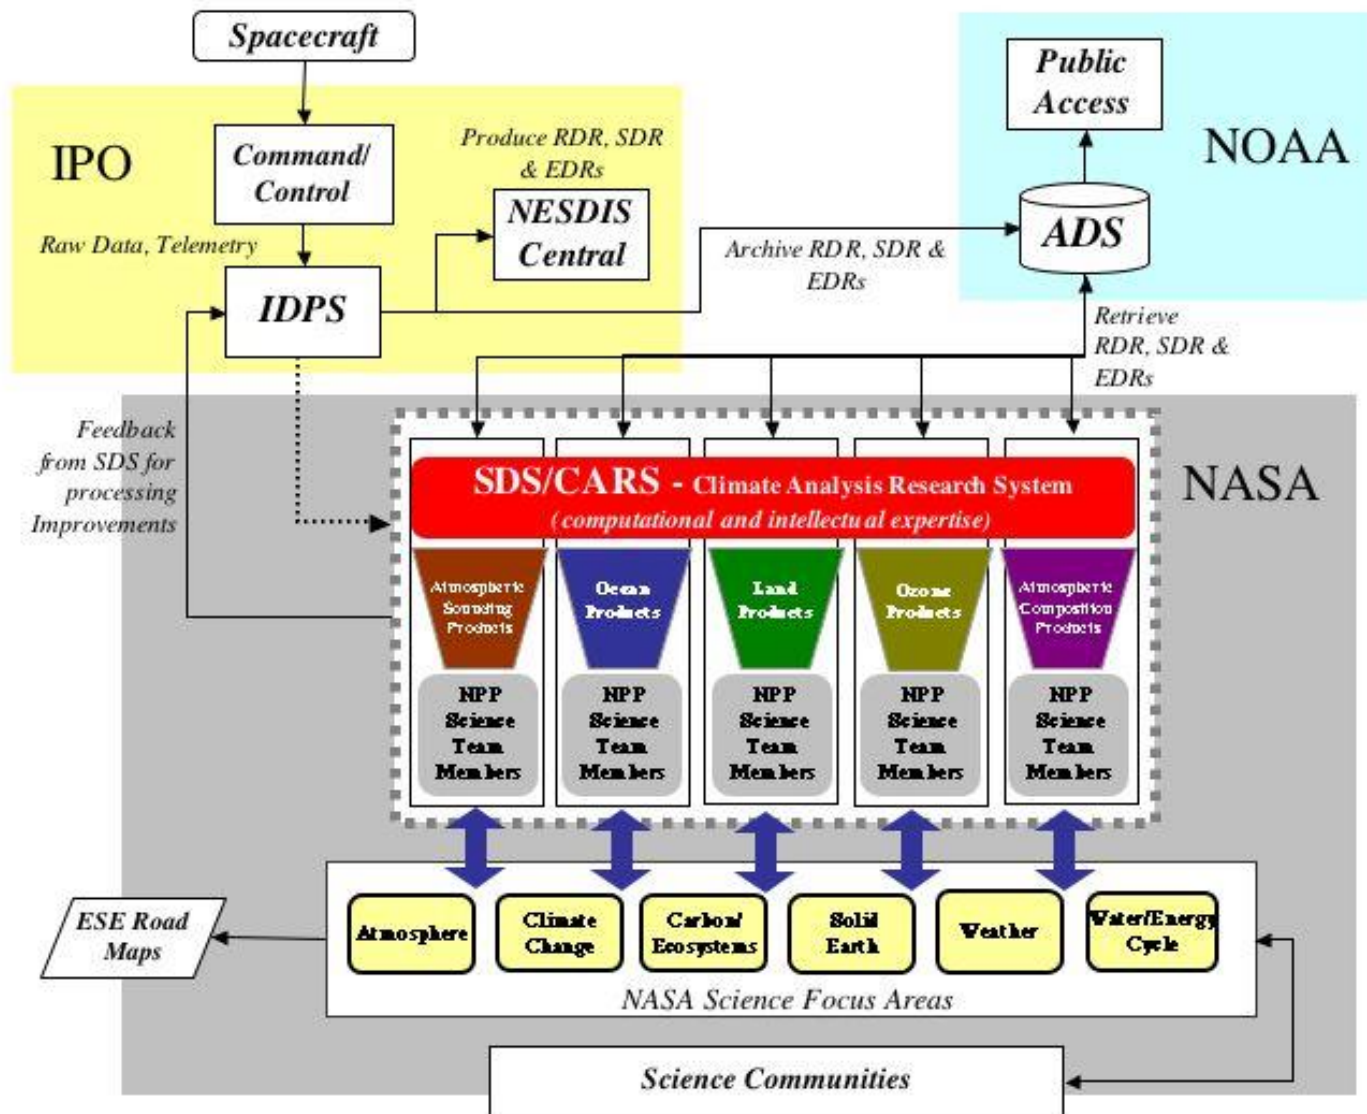 Spacecraft
IPO
Command/
Control
Produce RDR, SDR
& EDRs
NESDIS
Central
Raw Data, Telemetry
IDPS
Public
Access
NOAA
ADS
Archive RDR, SDR &
EDRs
Retrieve
RDR, SDR &
EDRs
Feedback
from SDS for
processing
Improvements
NASA
SDS/CARS - Climate Analysis Research System
(computational and intellectual expertise)
Atmospheric
Sounding
Products
Ocean
Products
Land
Products
Ozone
Products
Atmospheric
Composition
Products
NPP
Science
Team
Members
NPP
Science
Team
Members
NPP
Science
Team
Members
NPP
Science
Team
Members
NPP
Science
Team
Members
ESE Road
Maps
Atmosphere
Climate
Change
Carbon/
Ecosystems
Solid
Earth
Weather
Water/Energy
Cycle
NASA Science Focus Areas
Science Communities